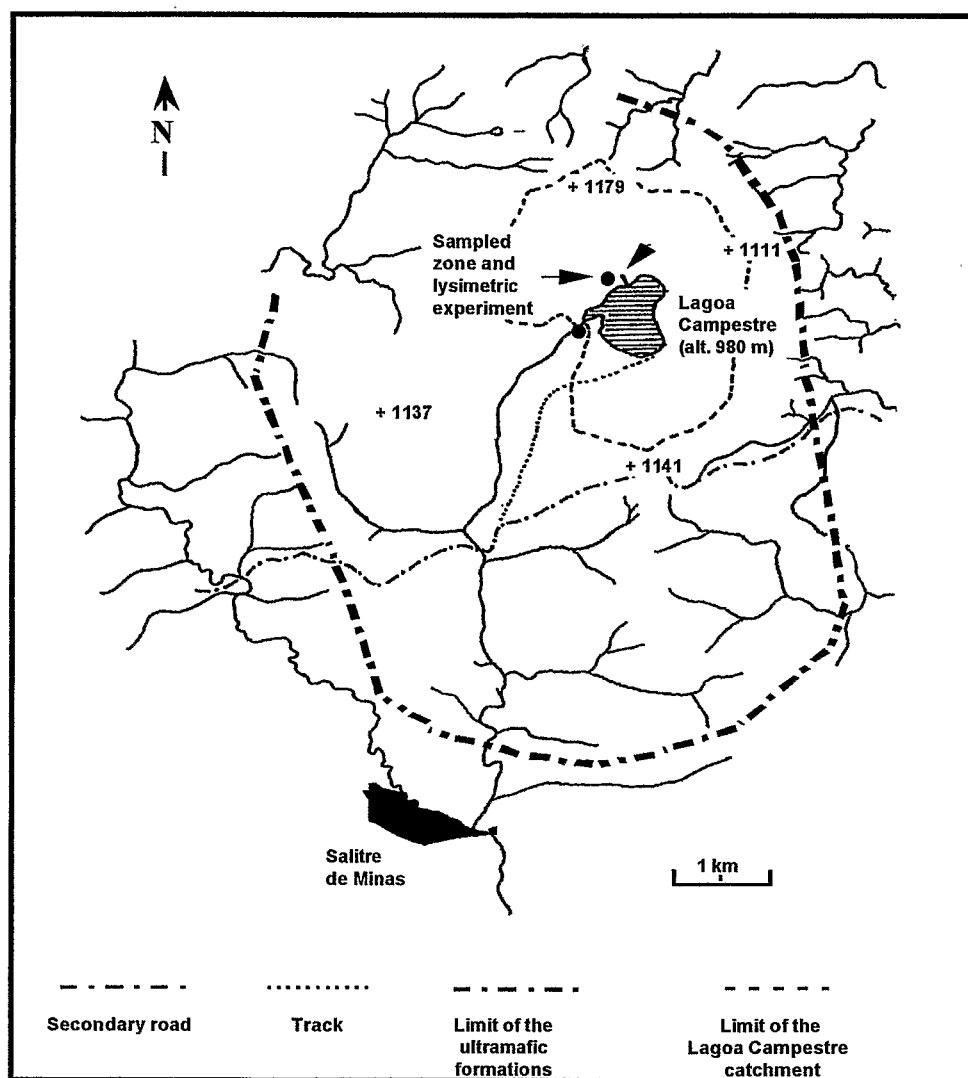 N
+ 1179
Sampled
zone and
lysimetric
experiment
+ 1111
Lagoa
Campestre
(alt. 980 m)
+ 1137
+ 1141
Salitre
de Minas
1 km
Secondary road
Track
Limit of the
ultramafic
formations
Limit of the
Lagoa Campestre
catchment